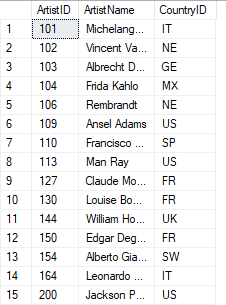 ArtistID ArtistName CountryID
1 101 Michelang... IT
2 102 Vincent Va... NE
3 103 Albrecht D... GE
4 104 Frida Kahlo MX
5 106 Rembrandt NE
6 109 Ansel Adams US
7 110 Francisco ... SP
8 113 Man Ray US
9 127 Claude Mo... FR
10 130 Louise Bo... FR
11 144 William Ho... UK
12 150 Edgar Deg... FR
13 154 Alberto Gia... SW
14 164 Leonardo ... IT
15 200 Jackson P... US